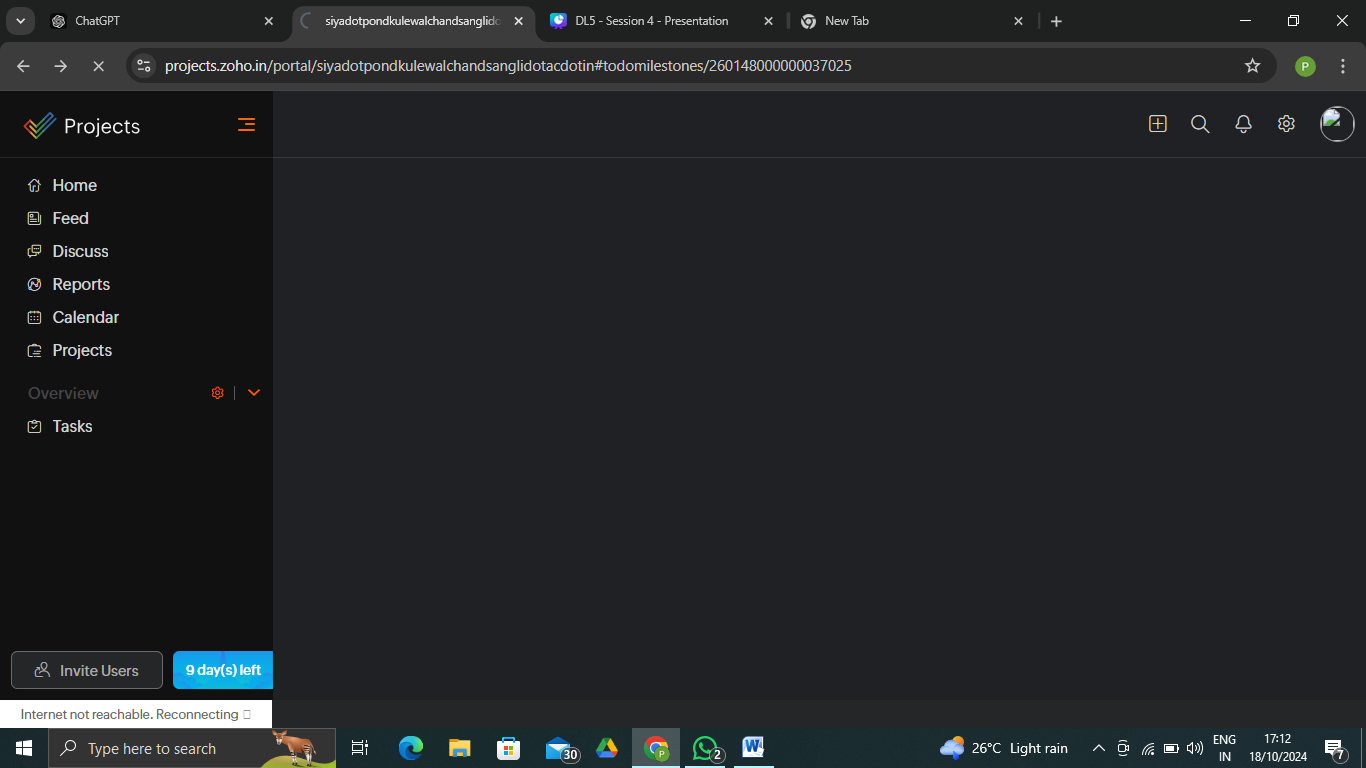 ChatGPT
siyadotpondkulewalchandsanglido
DL5 - Session 4 - Presentation
New Tab
projects.zoho.in/portal/siyadotpondkulewalchandsanglidotacdotin#todomilestones/260148000000037025
P
Projects
Home
Feed
Discuss
Reports
Calendar
Projects
Overview
Tasks
Invite Users
9 day(s) left
Internet not reachable. Reconnecting
Type here to search
30
P
2
W
26°C Light rain
ENG
IN
17:12
18/10/2024
7